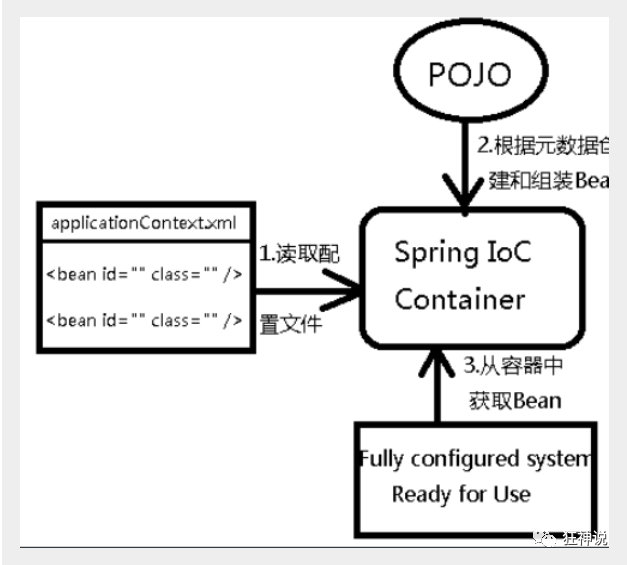 POJO
2.根据元数据
建和组装Bea
applicationContext.xml
<bean id="" class="" />
<bean id="" class="" />
1.读取配
置文件
Spring IoC
Container
3.从容器中
获取Bean
Fully configured system
Ready for Use
狂神说